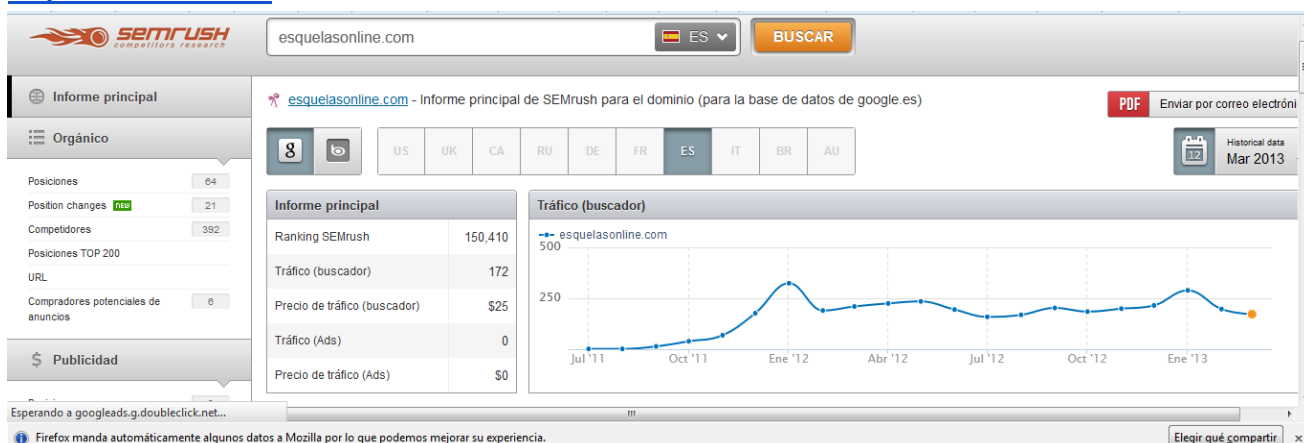 semrush
competitors research
esquelasonline.com
ES
BUSCAR
Informe principal
Orgánico
Posiciones 64
Position changes NEW 21
Competidores 392
Posiciones TOP 200
URL
Compradores potenciales de 6
anuncios
$ Publicidad
esquelasonline.com - Informe principal de SEMrush para el dominio (para la base de datos de google.es)
PDF Enviar por correo electróni
g b US UK CA RU DE FR ES IT BR AU
12
Historical data
Mar 2013
Informe principal
Ranking SEMrush 150,410
Tráfico (buscador) 172
Precio de tráfico (buscador) $25
Tráfico (Ads) 0
Precio de tráfico (Ads) $0
Tráfico (buscador)
esquelasonline.com
500
250
Jul '11 Oct '11 Ene '12 Abr '12 Jul '12 Oct '12 Ene '13
Esperando a googleads.g.doubleclick.net...
Firefox manda automáticamente algunos datos a Mozilla por lo que podemos mejorar su experiencia.
Elegir qué compartir x